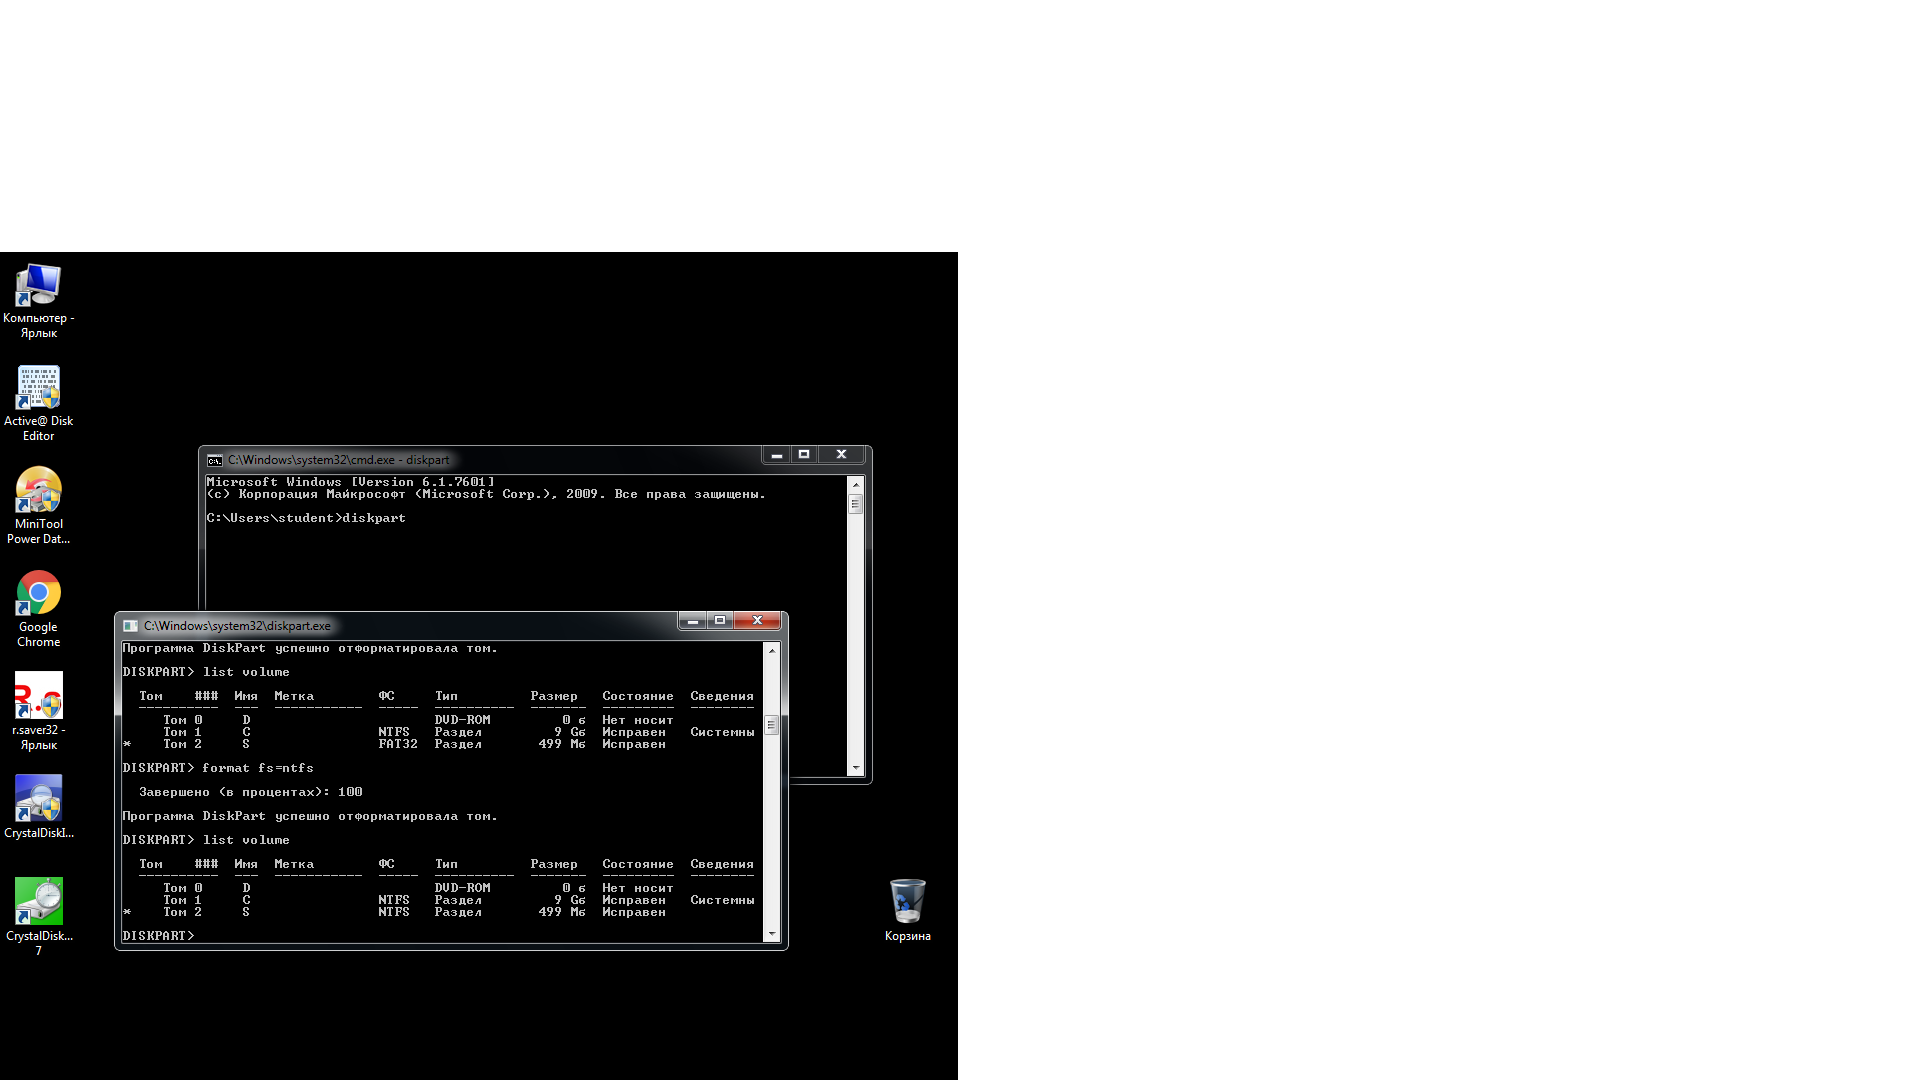 Компьютер -
Ярлык
Active@ Disk
Editor
MiniTool
Power Dat...
Google
Chrome
R.s
r.saver32 -
Ярлык
CrystalDiskI...
CrystalDisk...
7
Корзина
C:\Windows\system32\cmd.exe - diskpart
Microsoft Windows [Version 6.1.7601]
(c) Корпорация Майкрософт (Microsoft Corp.), 2009. Все права защищены.
C:\Users\student>diskpart
C:\Windows\system32\diskpart.exe
Программа DiskPart успешно отформатировала том.
DISKPART> list volume
Том ### Имя Метка ФС Тип Размер Состояние Сведения
---------- --- ----------- ----- ---------- ------- --------- --------
Том 0 D DVD-ROM 0 б Нет носит
Том 1 C NTFS Раздел 9 Gб Исправен Системны
* Том 2 S FAT32 Раздел 499 Mб Исправен
DISKPART> format fs=ntfs
Завершено (в процентах): 100
Программа DiskPart успешно отформатировала том.
DISKPART> list volume
Том ### Имя Метка ФС Тип Размер Состояние Сведения
---------- --- ----------- ----- ---------- ------- --------- --------
Том 0 D DVD-ROM 0 б Нет носит
Том 1 C NTFS Раздел 9 Gб Исправен Системны
* Том 2 S NTFS Раздел 499 Mб Исправен
DISKPART>